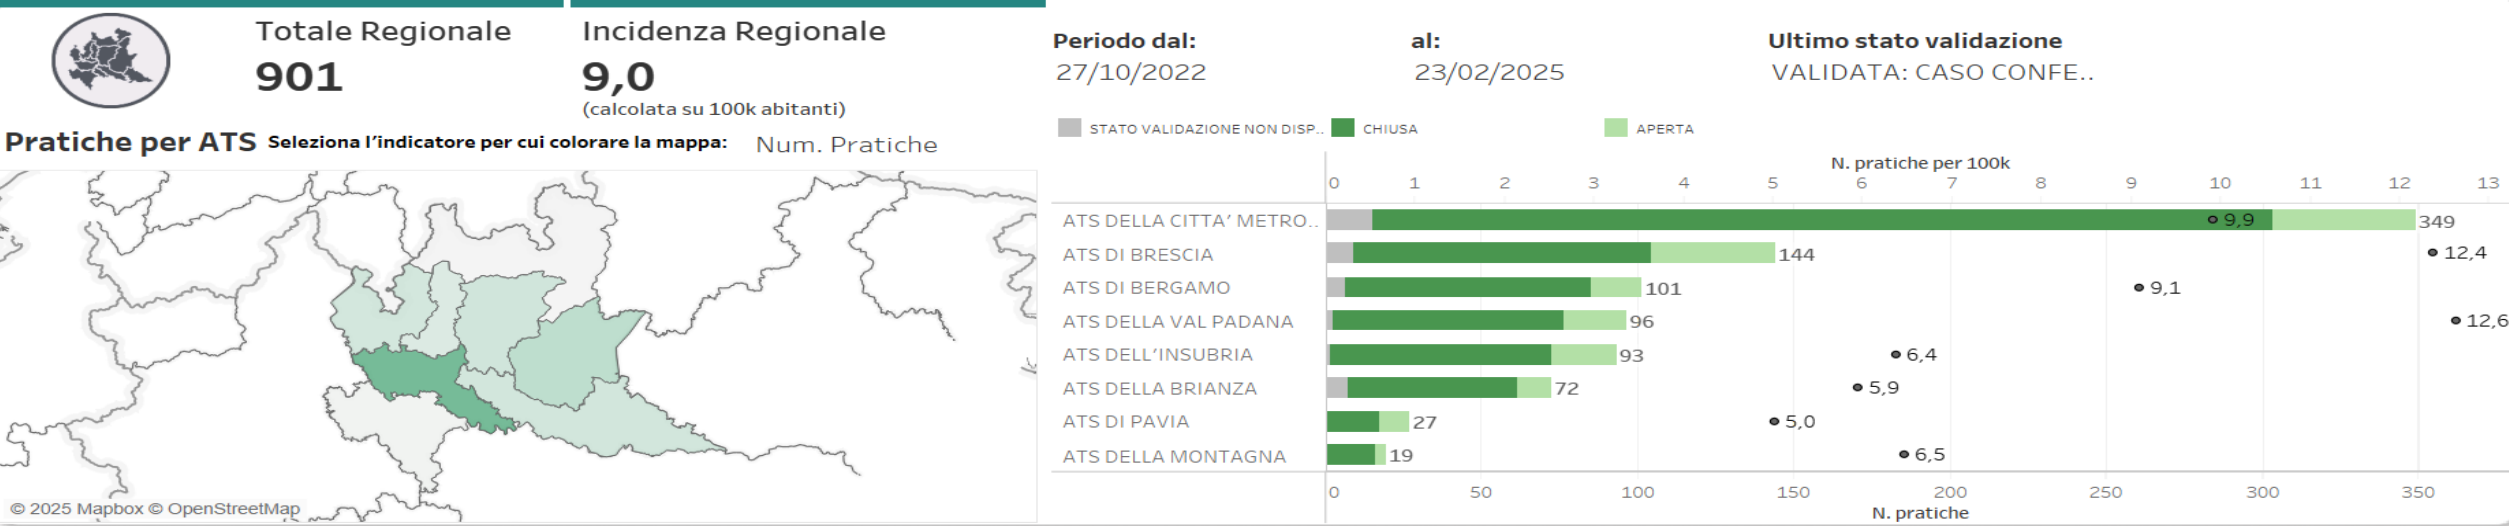 Totale Regionale
901
Incidenza Regionale
9,0
(calcolata su 100k abitanti)
Periodo dal:
27/10/2022
al:
23/02/2025
Ultimo stato validazione
VALIDATA: CASO CONFE..
Pratiche per ATS
Seleziona l'indicatore per cui colorare la mappa:
Num. Pratiche
© 2025 Mapbox © OpenStreetMap
STATO VALIDAZIONE NON DISP..
CHIUSA
APERTA
N. pratiche per 100k
0 1 2 3 4 5 6 7 8 9 10 11 12 13
ATS DELLA CITTA' METRO.. 9,9 349
ATS DI BRESCIA 144 12,4
ATS DI BERGAMO 101 9,1
ATS DELLA VAL PADANA 96 12,6
ATS DELL'INSUBRIA 93 6,4
ATS DELLA BRIANZA 72 5,9
ATS DI PAVIA 27 5,0
ATS DELLA MONTAGNA 19 6,5
0 50 100 150 200 250 300 350
N. pratiche